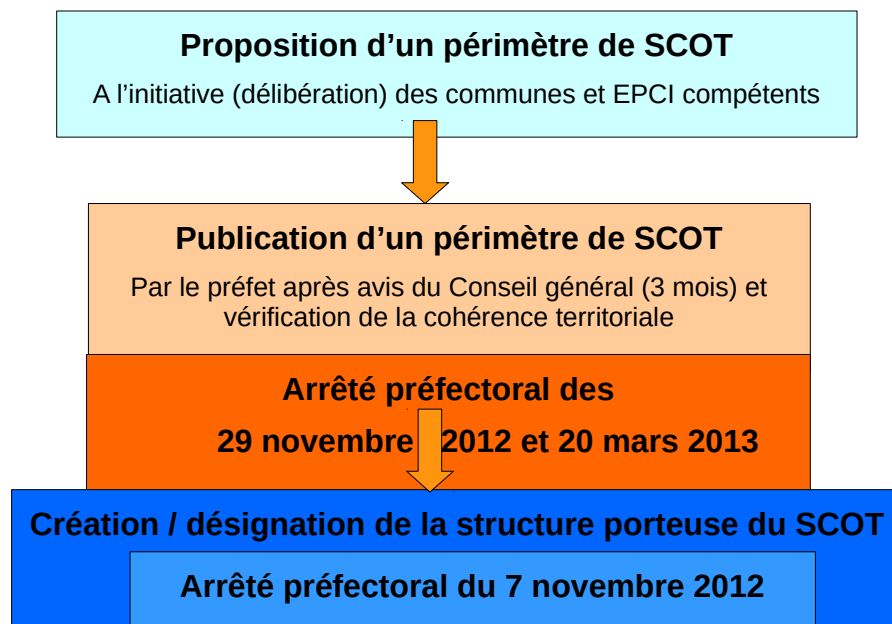 Proposition d’un périmètre de SCOT
A l’initiative (délibération) des communes et EPCI compétents
Publication d’un périmètre de SCOT
Par le préfet après avis du Conseil général (3 mois) et
vérification de la cohérence territoriale
Arrêté préfectoral des
29 novembre 2012 et 20 mars 2013
Création / désignation de la structure porteuse du SCOT
Arrêté préfectoral du 7 novembre 2012